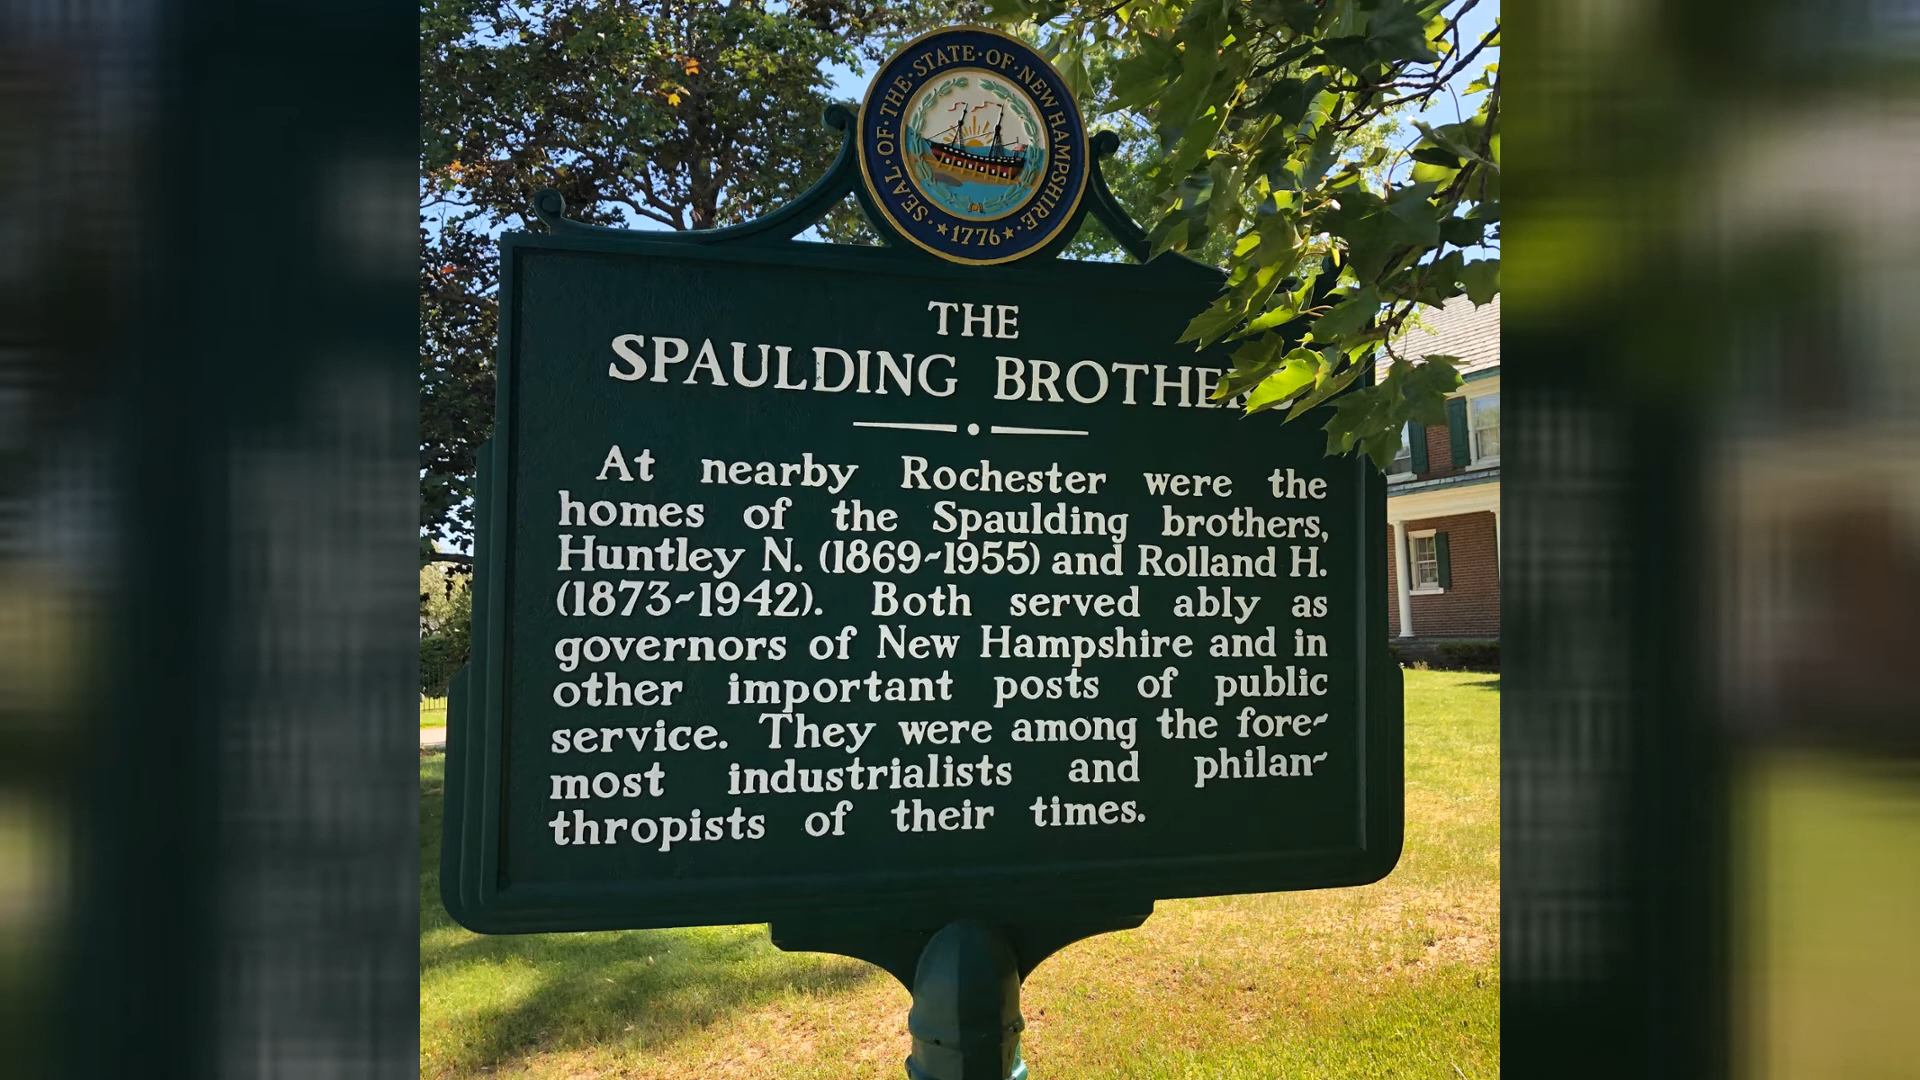 SEAL·OF·THE·STATE·OF·NEW HAMPSHIRE·
★1776★
THE
SPAULDING BROTHERS
At nearby Rochester were the
homes of the Spaulding brothers,
Huntley N. (1869-1955) and Rolland H.
(1873-1942). Both served ably as
governors of New Hampshire and in
other important posts of public
service. They were among the fore-
most industrialists and philan-
thropists of their times.